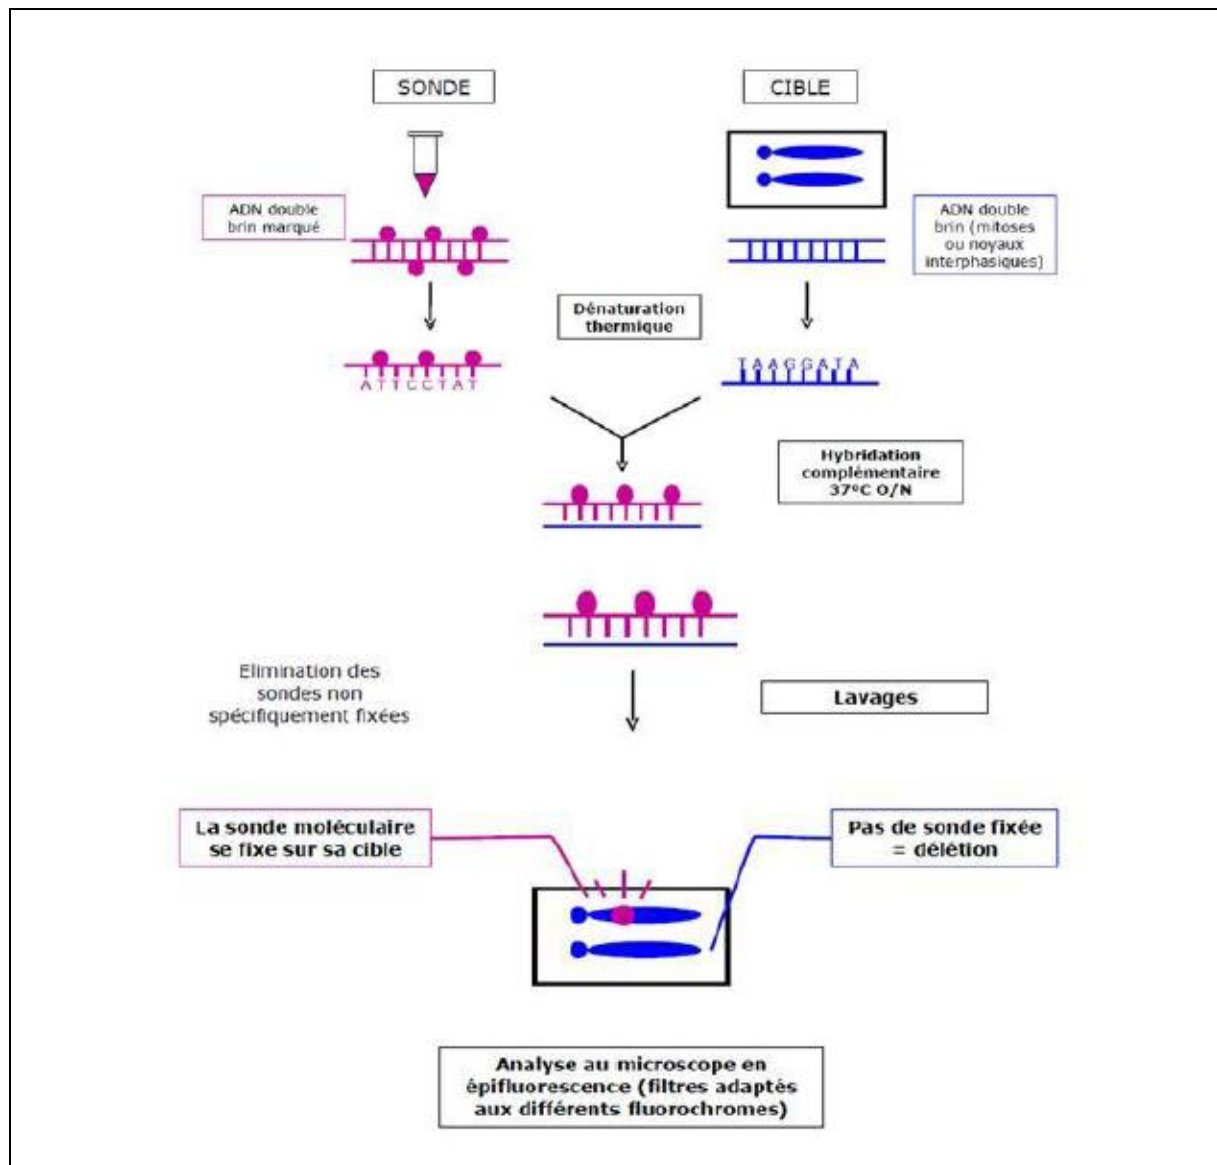 SONDE
CIBLE
ADN double
brin marqué
ADN double
brin (mitoses
ou noyaux
interphasiques)
Dénaturation
thermique
ATTCCTAT
TAAGGATA
Hybridation
complémentaire
37ºC O/N
Elimination des
sondes non
spécifiquement fixées
Lavages
La sonde moléculaire
se fixe sur sa cible
Pas de sonde fixée
= délétion
Analyse au microscope en
épifluorescence (filtres adaptés
aux différents fluorochromes)